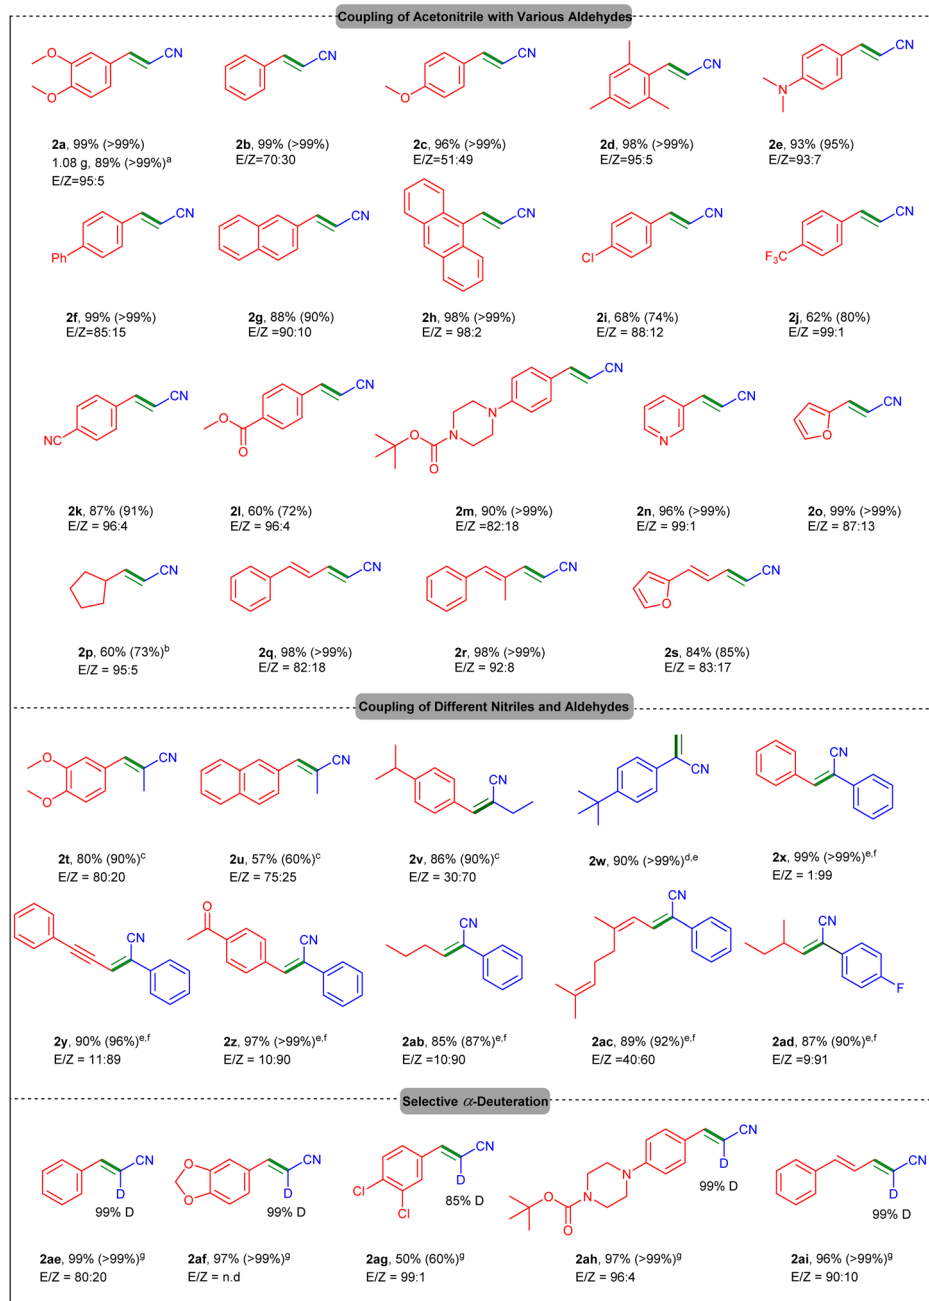 Coupling of Acetonitrile with Various Aldehydes
O CN
O
CN
CN
O
CN
CN
N
2a, 99% (>99%)
1.08 g, 89% (>99%)a
E/Z=95:5
2b, 99% (>99%)
E/Z=70:30
2c, 96% (>99%)
E/Z=51:49
2d, 98% (>99%)
E/Z=95:5
2e, 93% (95%)
E/Z=93:7
CN
Ph
CN
CN
CN
Cl
CN
F3C
2f, 99% (>99%)
E/Z=85:15
2g, 88% (90%)
E/Z =90:10
2h, 98% (>99%)
E/Z = 98:2
2i, 68% (74%)
E/Z = 88:12
2j, 62% (80%)
E/Z =99:1
CN
NC
CN
O
O
CN
N
N
O
O
CN
N
CN
O
2k, 87% (91%)
E/Z = 96:4
2l, 60% (72%)
E/Z = 96:4
2m, 90% (>99%)
E/Z =82:18
2n, 96% (>99%)
E/Z = 99:1
2o, 99% (>99%)
E/Z = 87:13
CN
CN
CN
CN
O
2p, 60% (73%)b
E/Z = 95:5
2q, 98% (>99%)
E/Z = 82:18
2r, 98% (>99%)
E/Z = 92:8
2s, 84% (85%)
E/Z = 83:17
Coupling of Different Nitriles and Aldehydes
O CN
O
CN
CN
CN
CN
2t, 80% (90%)c
E/Z = 80:20
2u, 57% (60%)c
E/Z = 75:25
2v, 86% (90%)c
E/Z = 30:70
2w, 90% (>99%)d,e
2x, 99% (>99%)e,f
E/Z = 1:99
CN
O
CN
CN
CN
CN
F
2y, 90% (96%)e,f
E/Z = 11:89
2z, 97% (>99%)e,f
E/Z = 10:90
2ab, 85% (87%)e,f
E/Z =10:90
2ac, 89% (92%)e,f
E/Z =40:60
2ad, 87% (90%)e,f
E/Z =9:91
Selective α-Deuteration
CN
D
99% D
O CN
O D
99% D
CN
D
Cl
Cl
85% D
CN
D
N
N
O
O
99% D
CN
D
99% D
2ae, 99% (>99%)g
E/Z = 80:20
2af, 97% (>99%)g
E/Z = n.d
2ag, 50% (60%)g
E/Z = 99:1
2ah, 97% (>99%)g
E/Z = 96:4
2ai, 96% (>99%)g
E/Z = 90:10